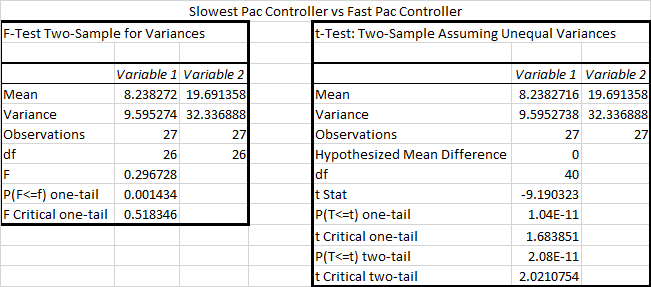 Slowest Pac Controller vs Fast Pac Controller
F-Test Two-Sample for Variances
Variable 1 Variable 2
Mean 8.238272 19.691358
Variance 9.595274 32.336888
Observations 27 27
df 26 26
F 0.296728
P(F<=f) one-tail 0.001434
F Critical one-tail 0.518346
t-Test: Two-Sample Assuming Unequal Variances
Variable 1 Variable 2
Mean 8.2382716 19.691358
Variance 9.5952738 32.336888
Observations 27 27
Hypothesized Mean Difference 0
df 40
t Stat -9.190323
P(T<=t) one-tail 1.04E-11
t Critical one-tail 1.683851
P(T<=t) two-tail 2.08E-11
t Critical two-tail 2.0210754